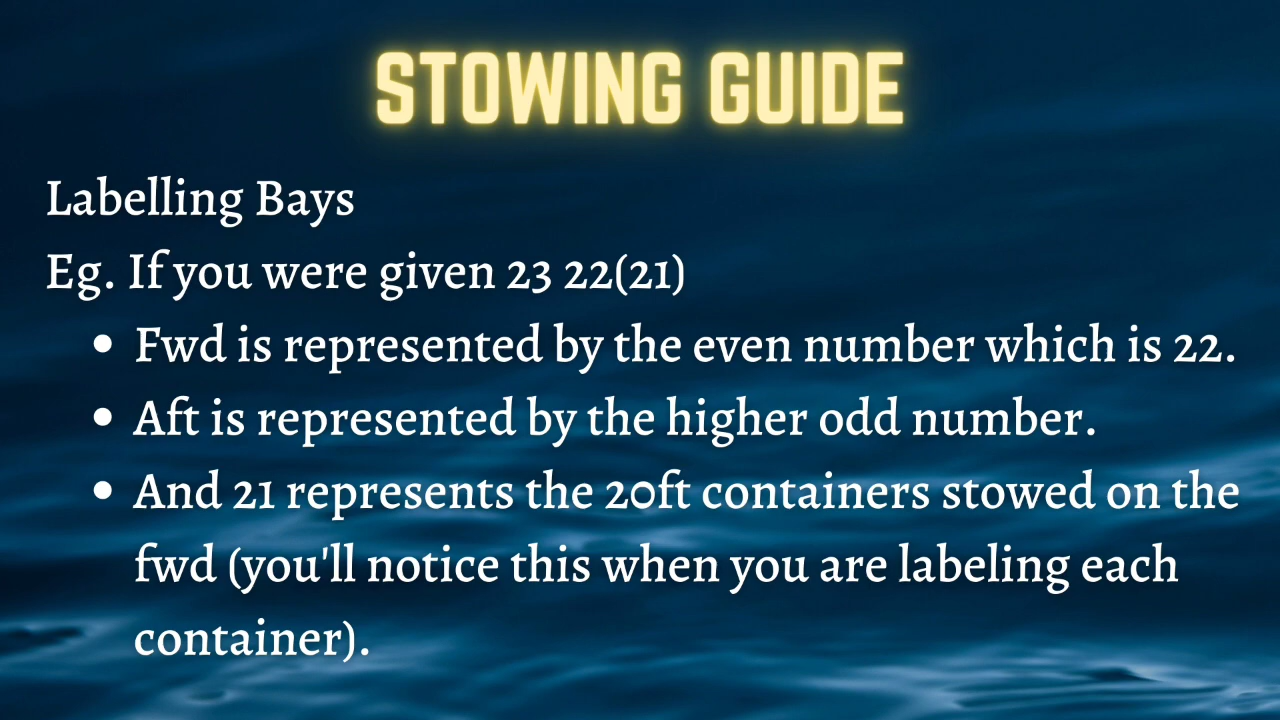 STOWING GUIDE
Labelling Bays
Eg. If you were given 23 22(21)
• Fwd is represented by the even number which is 22.
• Aft is represented by the higher odd number.
• And 21 represents the 20ft containers stowed on the
fwd (you'll notice this when you are labeling each
container).